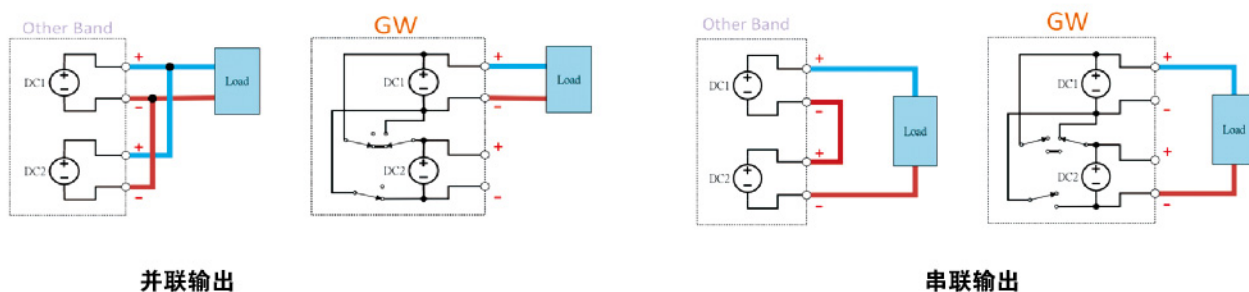 Other Band
DC1
DC2
+
-
+
-
Load
GW
DC1
DC2
+
-
+
-
Load
Other Band
DC1
DC2
+
-
+
-
Load
GW
DC1
DC2
+
-
+
-
Load
并联输出
串联输出